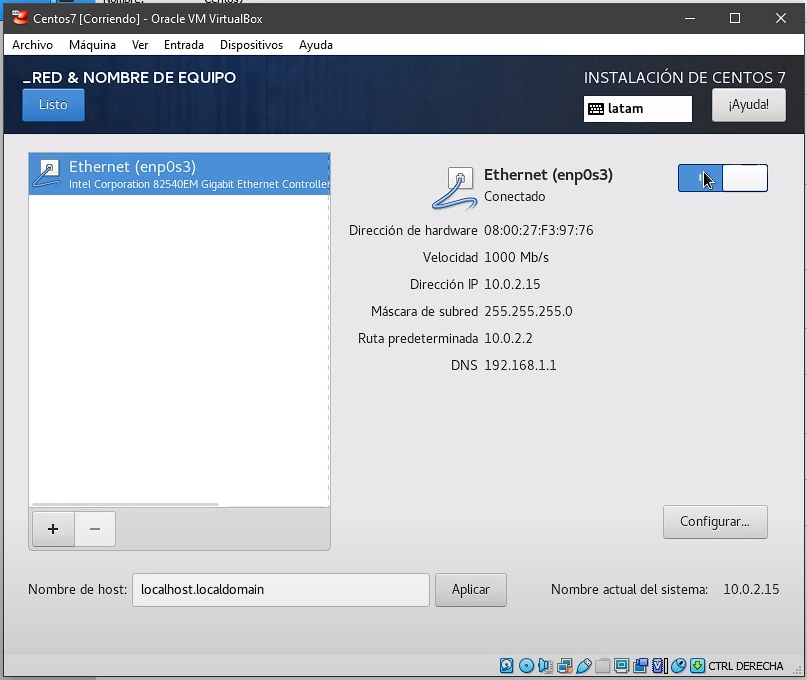 Centos7 [Corriendo] - Oracle VM VirtualBox
Archivo Máquina Ver Entrada Dispositivos Ayuda
_RED & NOMBRE DE EQUIPO
Listo
INSTALACIÓN DE CENTOS 7
latam
¡Ayuda!
Ethernet (enp0s3)
Intel Corporation 82540EM Gigabit Ethernet Controller
Ethernet (enp0s3)
Conectado
Dirección de hardware 08:00:27:F3:97:76
Velocidad 1000 Mb/s
Dirección IP 10.0.2.15
Máscara de subred 255.255.255.0
Ruta predeterminada 10.0.2.2
DNS 192.168.1.1
+ −
Configurar...
Nombre de host: localhost.localdomain Aplicar Nombre actual del sistema: 10.0.2.15
CTRL DERECHA